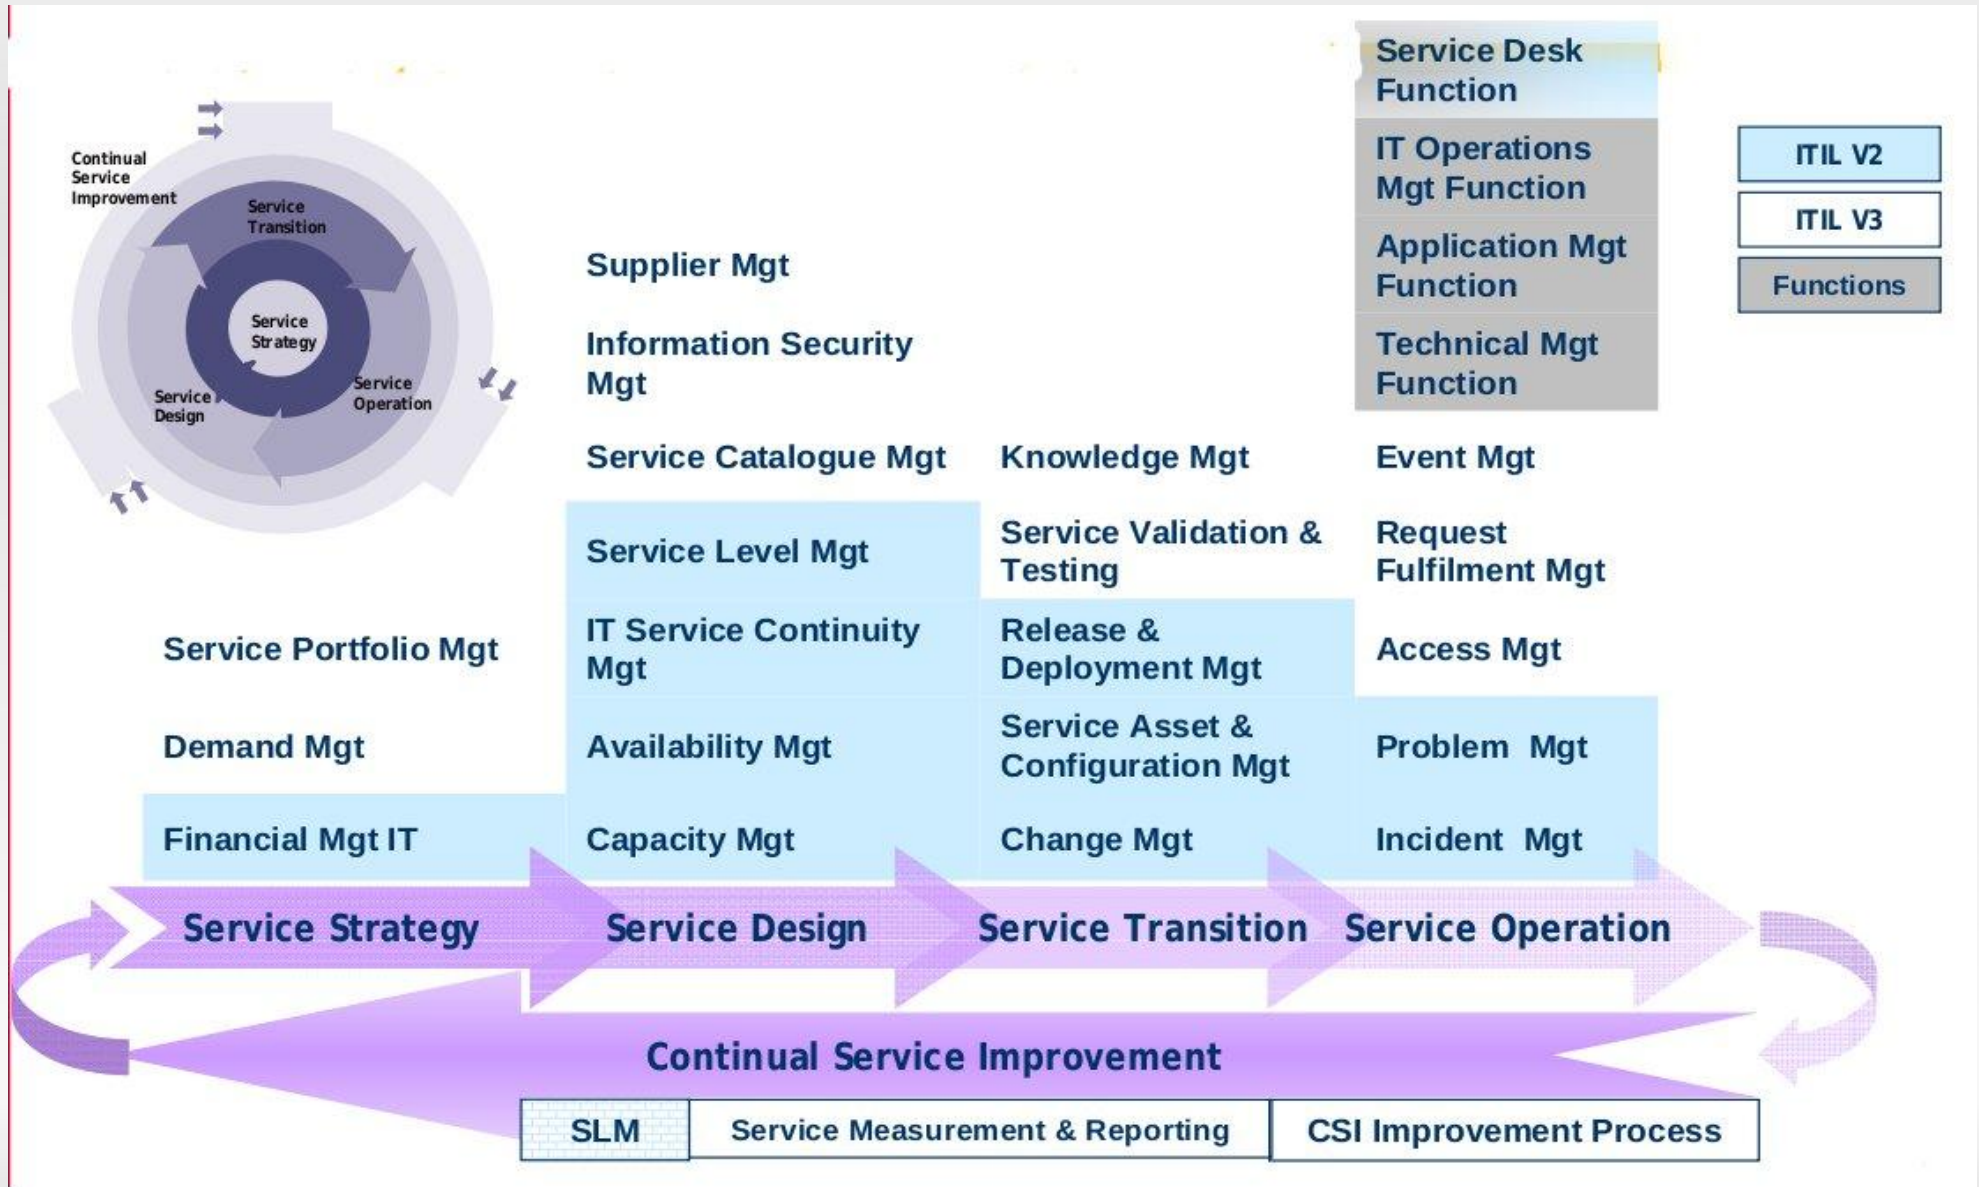 Continual
Service
Improvement
Service
Transition
Service
Strategy
Service
Design
Service
Operation
Service Desk
Function
IT Operations
Mgt Function
Application Mgt
Function
Technical Mgt
Function
ITIL V2
ITIL V3
Functions
Supplier Mgt
Information Security
Mgt
Service Catalogue Mgt
Knowledge Mgt
Event Mgt
Service Level Mgt
Service Validation &
Testing
Request
Fulfilment Mgt
Service Portfolio Mgt
IT Service Continuity
Mgt
Release &
Deployment Mgt
Access Mgt
Demand Mgt
Availability Mgt
Service Asset &
Configuration Mgt
Problem Mgt
Financial Mgt IT
Capacity Mgt
Change Mgt
Incident Mgt
Service Strategy
Service Design
Service Transition
Service Operation
Continual Service Improvement
SLM
Service Measurement & Reporting
CSI Improvement Process